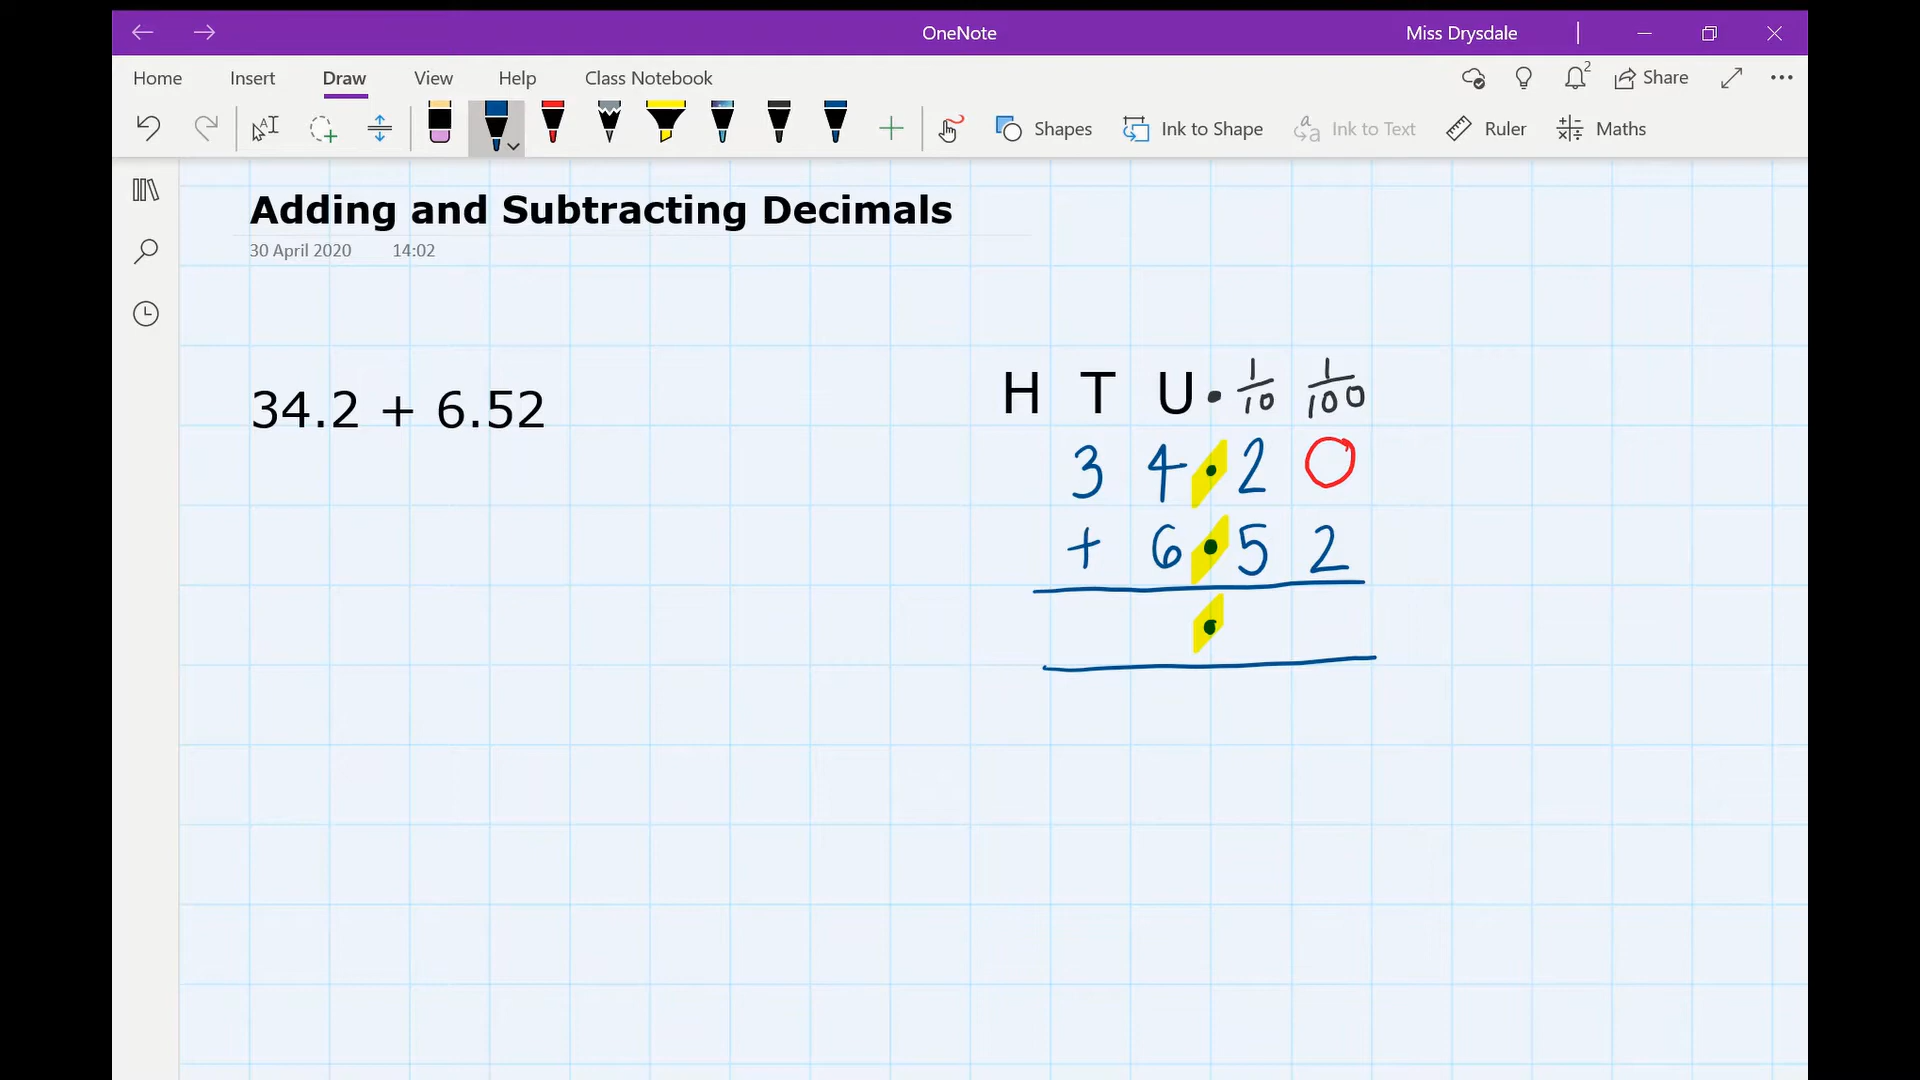 OneNote
Miss Drysdale
Home Insert Draw View Help Class Notebook
2 Share
Shapes Ink to Shape Ink to Text Ruler Maths
Adding and Subtracting Decimals
30 April 2020 14:02
34.2 + 6.52
H T U . 1/10 1/100
3 4 . 2 0
+ 6 . 5 2
.